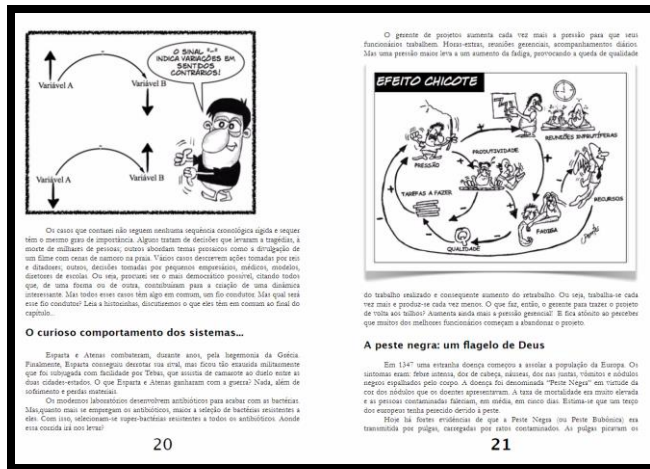 O SINAL "-"
INDICA VARIAÇÕES EM
SENTIDOS
CONTRÁRIOS!
-
Variável A
Variável B
-
Variável A
Variável B
Os casos que contarei não seguem nenhuma sequência cronológica rígida e sequer
têm o mesmo grau de importância. Alguns tratam de decisões que levaram a tragédias, à
morte de milhares de pessoas; outros abordam temas prosaicos como a divulgação de
um filme com cenas de namoro na praia. Vários casos descrevem ações tomadas por reis
e ditadores; outros, decisões tomadas por pequenos empresários, médicos, modelos,
diretores de escolas. Ou seja, procurei ser o mais democrático possível, citando todos
que, de uma forma ou de outra, contribuíram para a criação de uma dinâmica
interessante. Mas todos esses casos têm algo em comum, um fio condutor. Mas qual será
esse fio condutor? Leia a historinhas, discutiremos o que eles têm em comum ao final do
capítulo...
O curioso comportamento dos sistemas...
Esparta e Atenas combateram, durante anos, pela hegemonia da Grécia.
Finalmente, Esparta conseguiu derrotar sua rival, mas ficou tão exaurida militarmente
que foi subjugada com facilidade por Tebas, que assistia de camarote ao duelo entre as
duas cidades-estados. O que Esparta e Atenas ganharam com a guerra? Nada, além de
sofrimento e perdas materiais.
Os modernos laboratórios desenvolvem antibióticos para acabar com as bactérias.
Mas,quanto mais se empregam os antibióticos, maior a seleção de bactérias resistentes a
eles. Com isso, selecionam-se super-bactérias resistentes a todos os antibióticos. Aonde
essa corrida irá nos levar?
20
O gerente de projetos aumenta cada vez mais a pressão para que seus
funcionários trabalhem. Horas-extras, reuniões gerenciais, acompanhamentos diários.
Mas uma pressão maior leva a um aumento da fadiga, provocando a queda de qualidade
EFEITO CHICOTE
REUNIÕES INFRUTÍFERAS
PRODUTIVIDADE
PRESSÃO
TAREFAS A FAZER
RECURSOS
FADIGA
QUALIDADE
do trabalho realizado e consequente aumento do retrabalho. Ou seja, trabalha-se cada
vez mais e produz-se cada vez menos. O que faz, então, o gerente para trazer o projeto
de volta aos trilhos? Aumenta ainda mais a pressão gerencial! E fica atônito ao perceber
que muitos dos melhores funcionários começam a abandonar o projeto.
A peste negra: um flagelo de Deus
Em 1347 uma estranha doença começou a assolar a população da Europa. Os
sintomas eram: febre intensa, dor de cabeça, náuseas, dor nas juntas, vômitos e nódulos
negros espalhados pelo corpo. A doença foi denominada "Peste Negra" em virtude da
cor dos nódulos que os doentes apresentavam. A taxa de mortalidade era muito elevada
e as pessoas contaminadas faleciam, em média, em cinco dias. Estima-se que um terço
dos europeus tenha perecido devido à peste.
Hoje há fortes evidências de que a Peste Negra (ou Peste Bubônica) era
transmitida por pulgas, carregadas por ratos contaminados. As pulgas picavam os
21